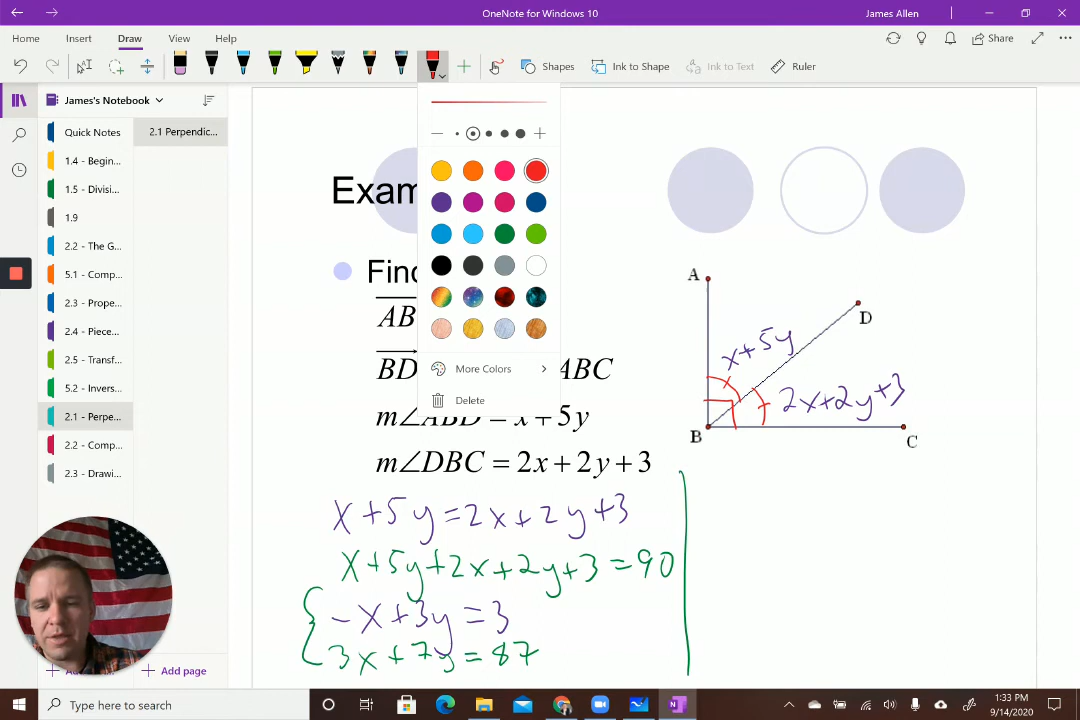 OneNote for Windows 10
James Allen
Home Insert Draw View Help
Share
Shapes Ink to Shape Ink to Text Ruler
James's Notebook
Quick Notes
1.4 - Begin...
1.5 - Divisi...
1.9
2.2 - The G...
5.1 - Comp...
2.3 - Prope...
2.4 - Piece...
2.5 - Transf...
5.2 - Invers...
2.1 - Perpe...
2.2 - Comp...
2.3 - Drawi...
2.1 Perpendic...
More Colors
Delete
Exam
Find
AB
BD ABC
m∠ABD = x + 5y
m∠DBC = 2x + 2y + 3
x + 5y = 2x + 2y + 3
x + 5y + 2x + 2y + 3 = 90
-x + 3y = 3
3x + 7y = 87
A
D
x + 5y
2x + 2y + 3
B
C
Add page
Type here to search
1:33 PM
9/14/2020